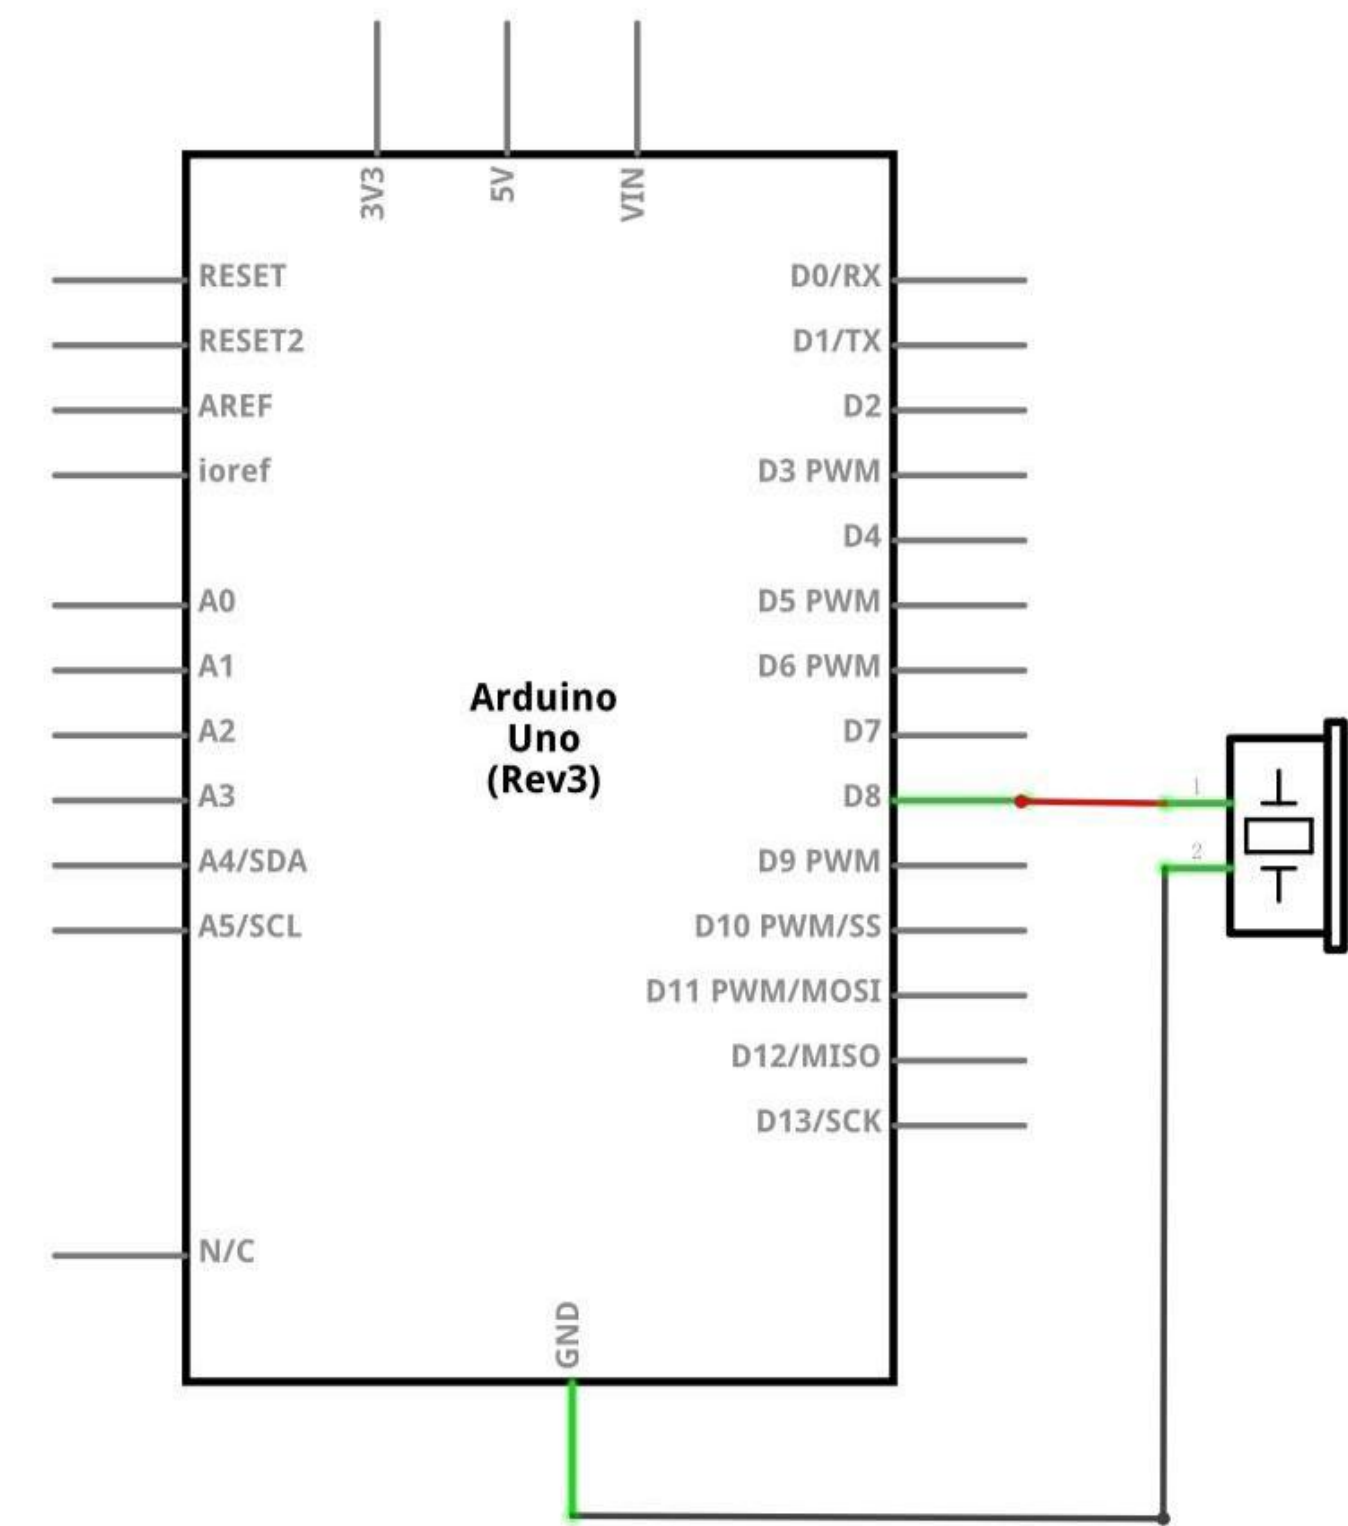 3V3
5V
VIN
RESET
RESET2
AREF
ioref
A0
A1
A2
A3
A4/SDA
A5/SCL
N/C
Arduino
Uno
(Rev3)
D0/RX
D1/TX
D2
D3 PWM
D4
D5 PWM
D6 PWM
D7
D8
D9 PWM
D10 PWM/SS
D11 PWM/MOSI
D12/MISO
D13/SCK
GND
1
2